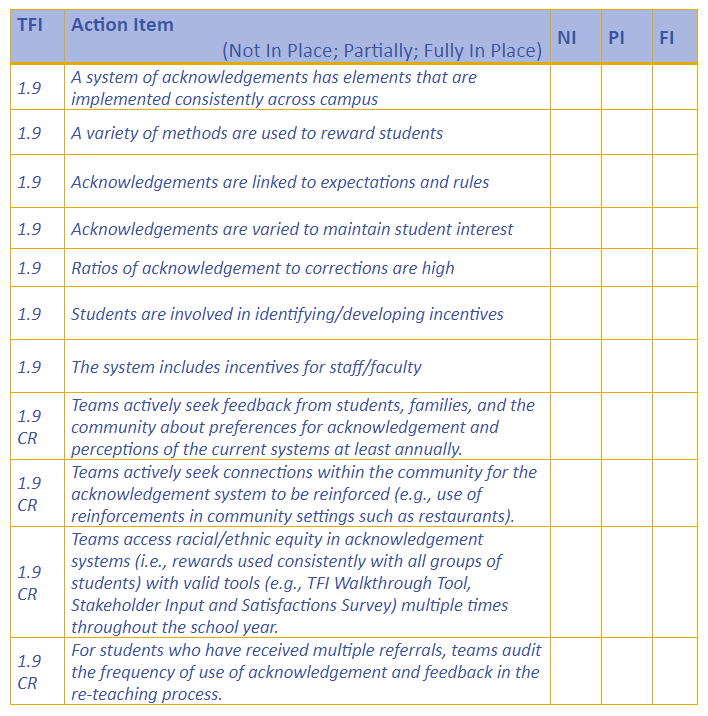 TFI Action Item NI PI FI
(Not In Place; Partially; Fully In Place)
1.9 A system of acknowledgements has elements that are
implemented consistently across campus
1.9 A variety of methods are used to reward students
1.9 Acknowledgements are linked to expectations and rules
1.9 Acknowledgements are varied to maintain student interest
1.9 Ratios of acknowledgement to corrections are high
1.9 Students are involved in identifying/developing incentives
1.9 The system includes incentives for staff/faculty
1.9 CR Teams actively seek feedback from students, families, and the
community about preferences for acknowledgement and
perceptions of the current systems at least annually.
1.9 CR Teams actively seek connections within the community for the
acknowledgement system to be reinforced (e.g., use of
reinforcements in community settings such as restaurants).
1.9 CR Teams access racial/ethnic equity in acknowledgement
systems (i.e., rewards used consistently with all groups of
students) with valid tools (e.g., TFI Walkthrough Tool,
Stakeholder Input and Satisfactions Survey) multiple times
throughout the school year.
1.9 CR For students who have received multiple referrals, teams audit
the frequency of use of acknowledgement and feedback in the
re-teaching process.